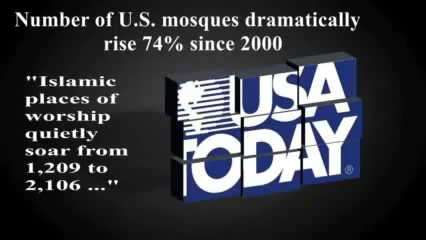 Number of U.S. mosques dramatically
rise 74% since 2000
"Islamic
places of
worship
quietly
soar from
1,209 to
2,106 ..."
USA
TODAY®